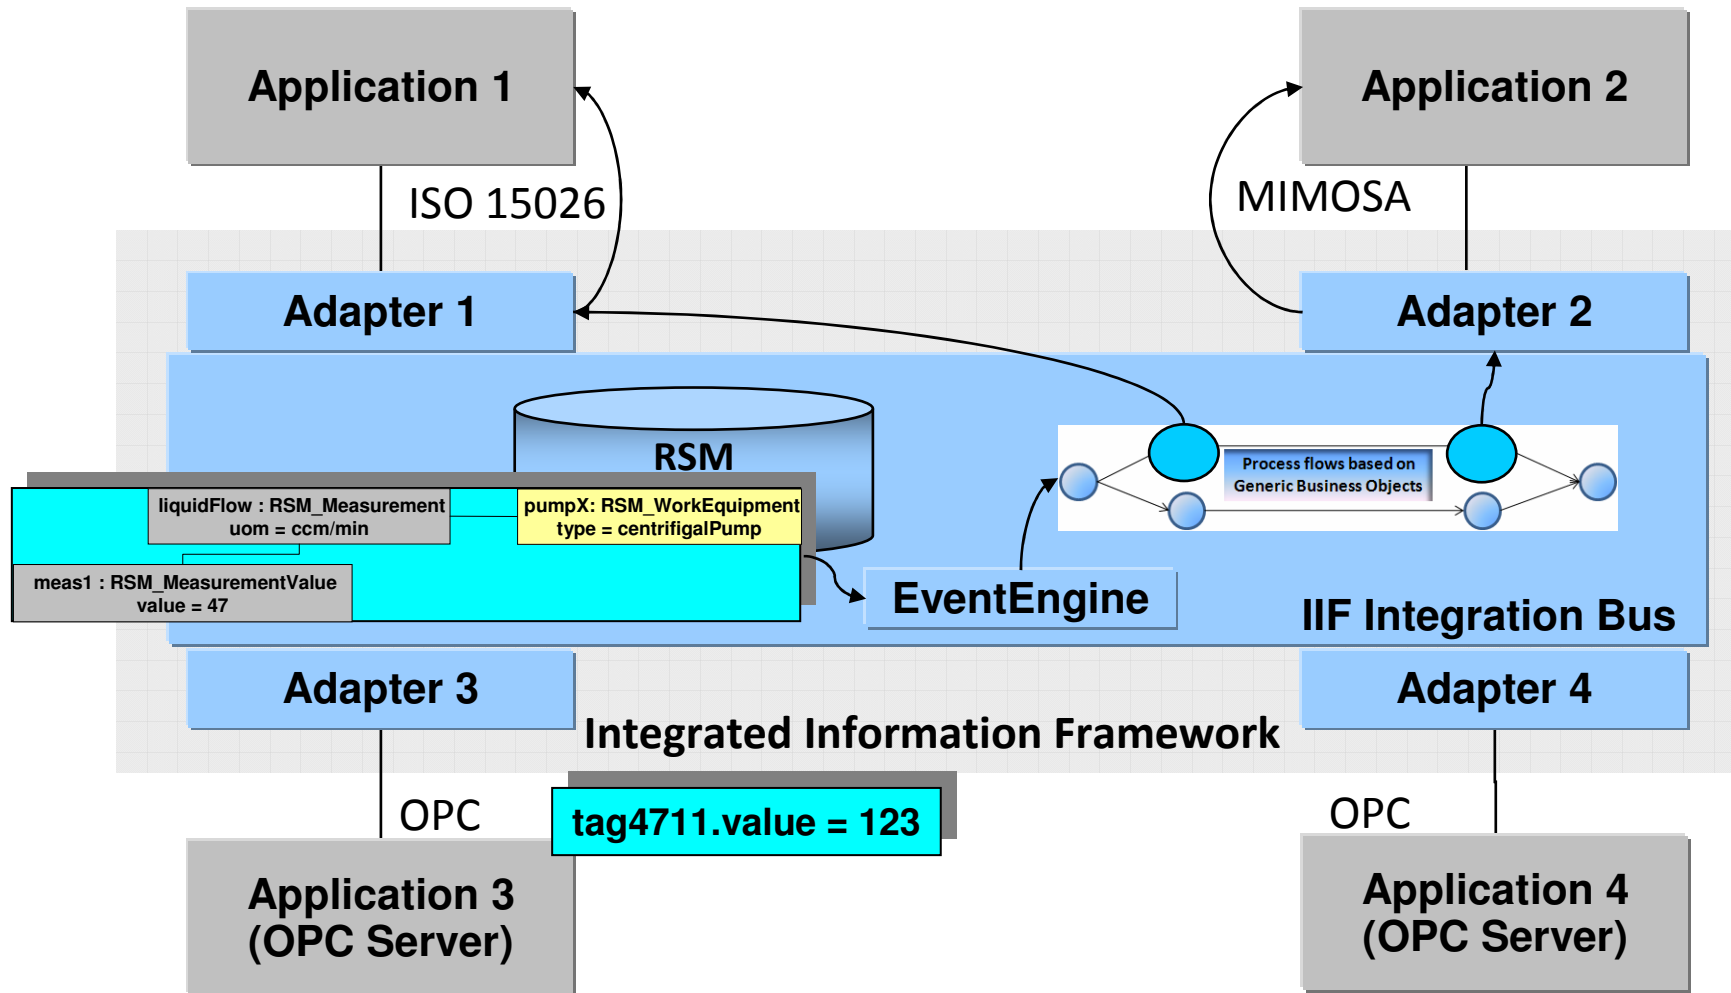 Application 1
Application 2
ISO 15026
MIMOSA
Adapter 1
Adapter 2
RSM
Process flows based on
Generic Business Objects
liquidFlow : RSM_Measurement
uom = ccm/min
pumpX: RSM_WorkEquipment
type = centrifigalPump
meas1 : RSM_MeasurementValue
value = 47
EventEngine
IIF Integration Bus
Adapter 3
Adapter 4
Integrated Information Framework
OPC
tag4711.value = 123
OPC
Application 3
(OPC Server)
Application 4
(OPC Server)